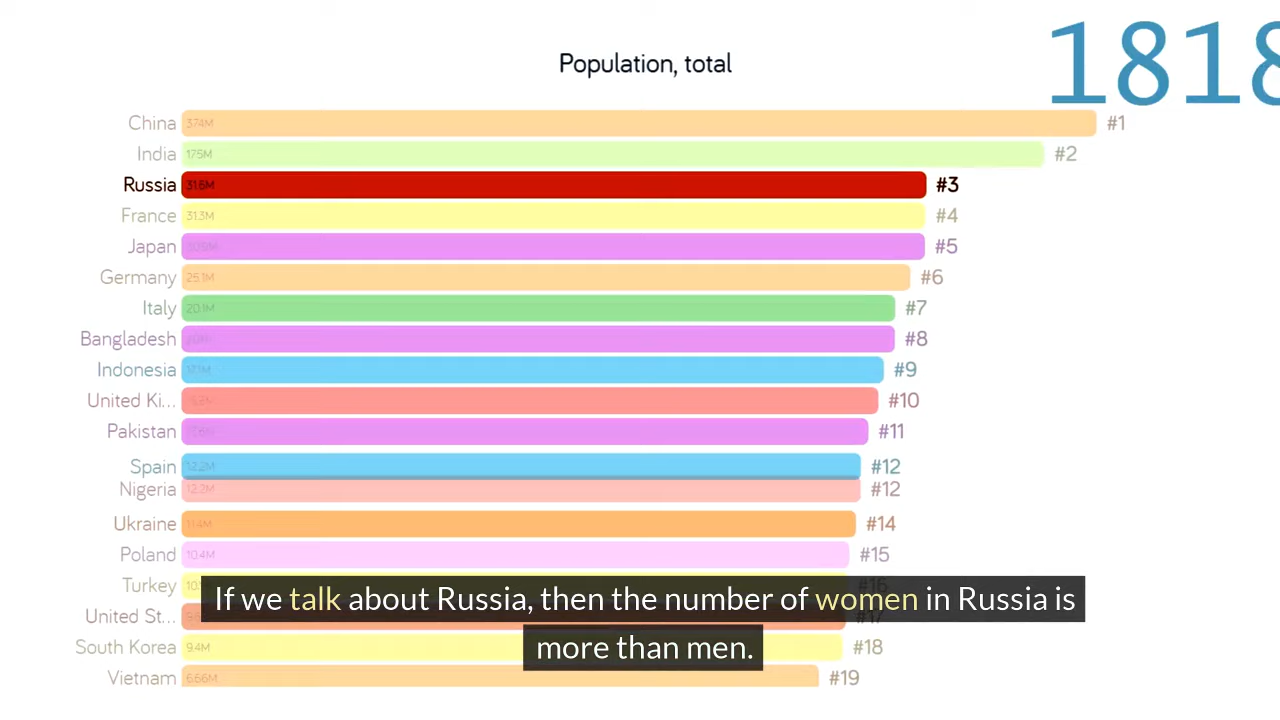 1818
Population, total
China 374M #1
India 175M #2
Russia 31.6M #3
France 31.3M #4
Japan #5
Germany 25.1M #6
Italy 20.1M #7
Bangladesh #8
Indonesia #9
United Ki... #10
Pakistan #11
Spain 12.2M #12
Nigeria 12.2M #12
Ukraine 11.4M #14
Poland 10.4M #15
Turkey #16
United St... #17
South Korea 9.4M #18
Vietnam 6.66M #19
If we talk about Russia, then the number of women in Russia is
more than men.